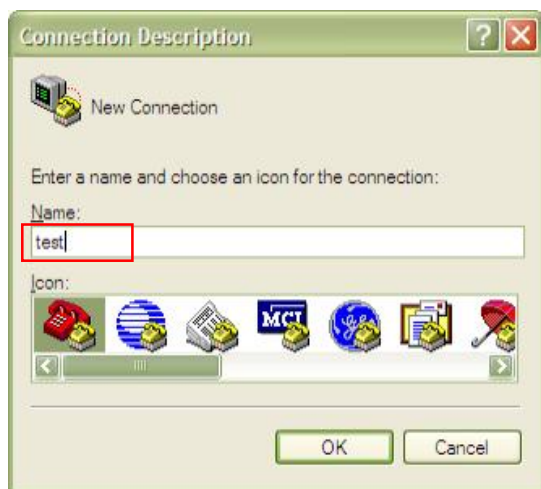 Connection Description
New Connection
Enter a name and choose an icon for the connection:
Name:
test
Icon:
MCI
OK Cancel